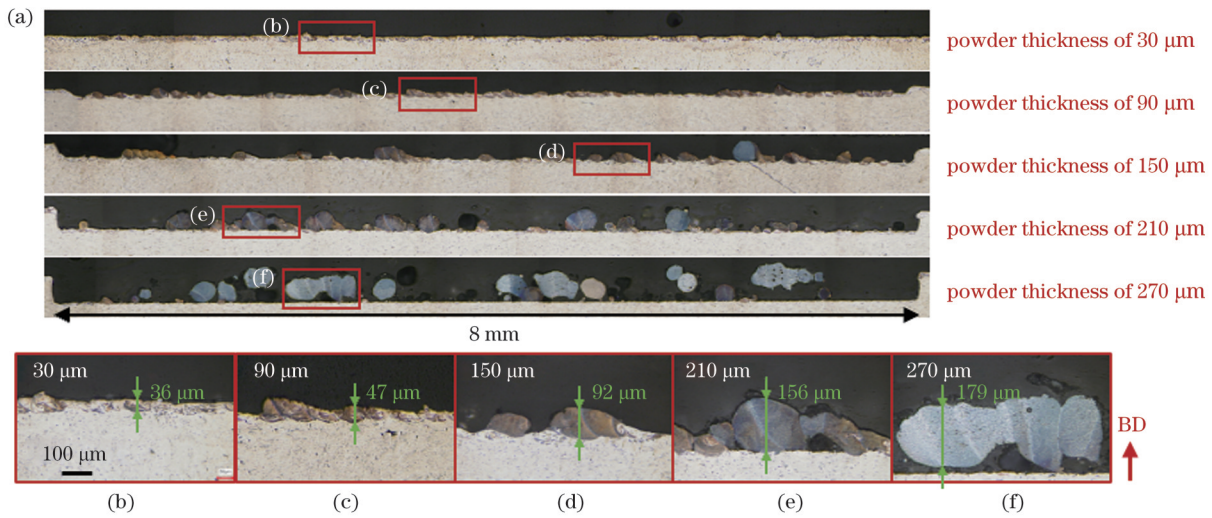 (a)
(b)
powder thickness of 30 μm
(c)
powder thickness of 90 μm
(d)
powder thickness of 150 μm
(e)
powder thickness of 210 μm
(f)
powder thickness of 270 μm
8 mm
30 μm
36 μm
100 μm
90 μm
47 μm
150 μm
92 μm
210 μm
156 μm
270 μm
179 μm
BD
(b)
(c)
(d)
(e)
(f)